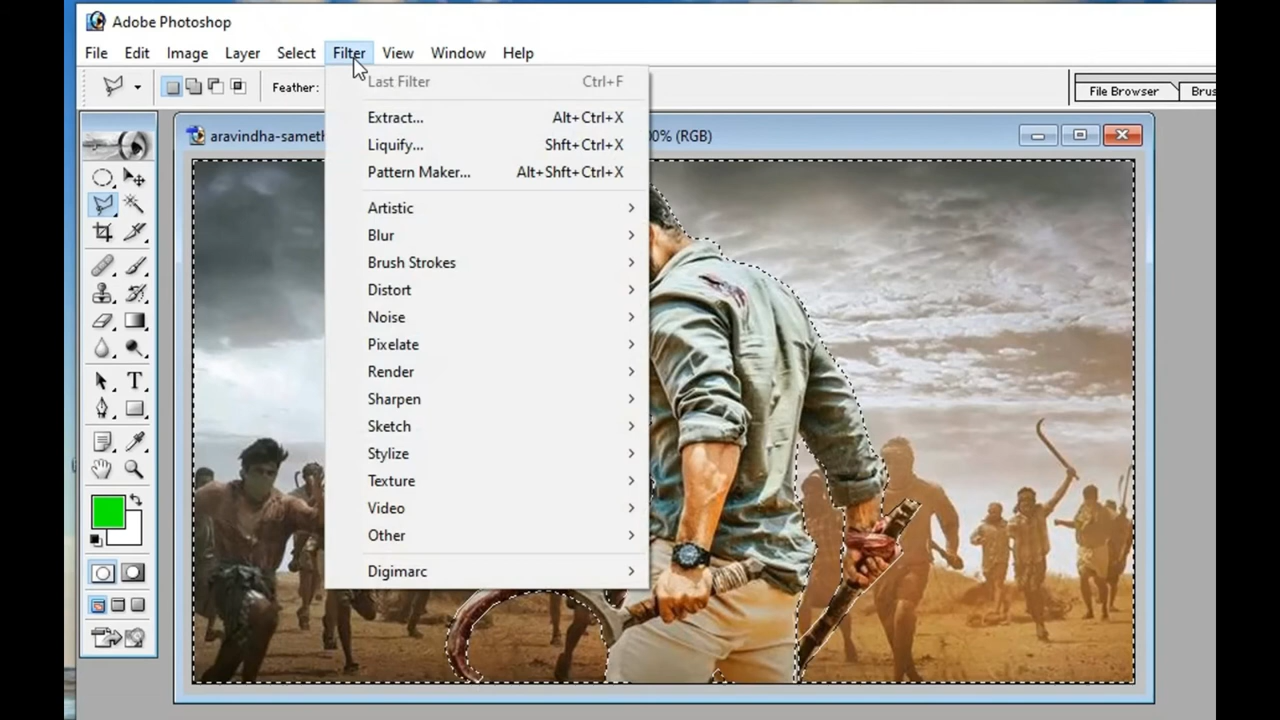 Adobe Photoshop
File Edit Image Layer Select Filter View Window Help
Feather:
File Browser
aravindha-sameth
0% (RGB)
Last Filter Ctrl+F
Extract... Alt+Ctrl+X
Liquify... Shft+Ctrl+X
Pattern Maker... Alt+Shft+Ctrl+X
Artistic
Blur
Brush Strokes
Distort
Noise
Pixelate
Render
Sharpen
Sketch
Stylize
Texture
Video
Other
Digimarc